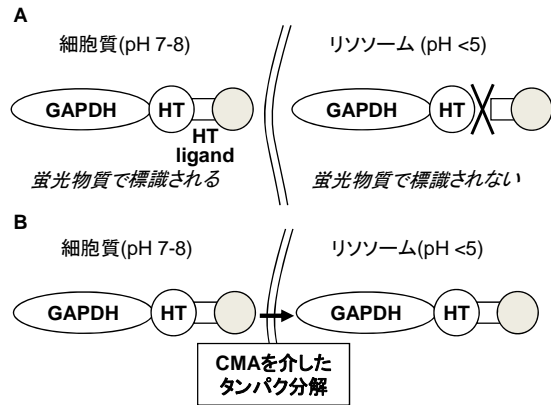 A
細胞質(pH 7-8)
リソソーム (pH <5)
GAPDH HT
GAPDH HT
HT
ligand
蛍光物質で標識される
蛍光物質で標識されない
B
細胞質(pH 7-8)
リソソーム(pH <5)
GAPDH HT
GAPDH HT
CMAを介した
タンパク分解